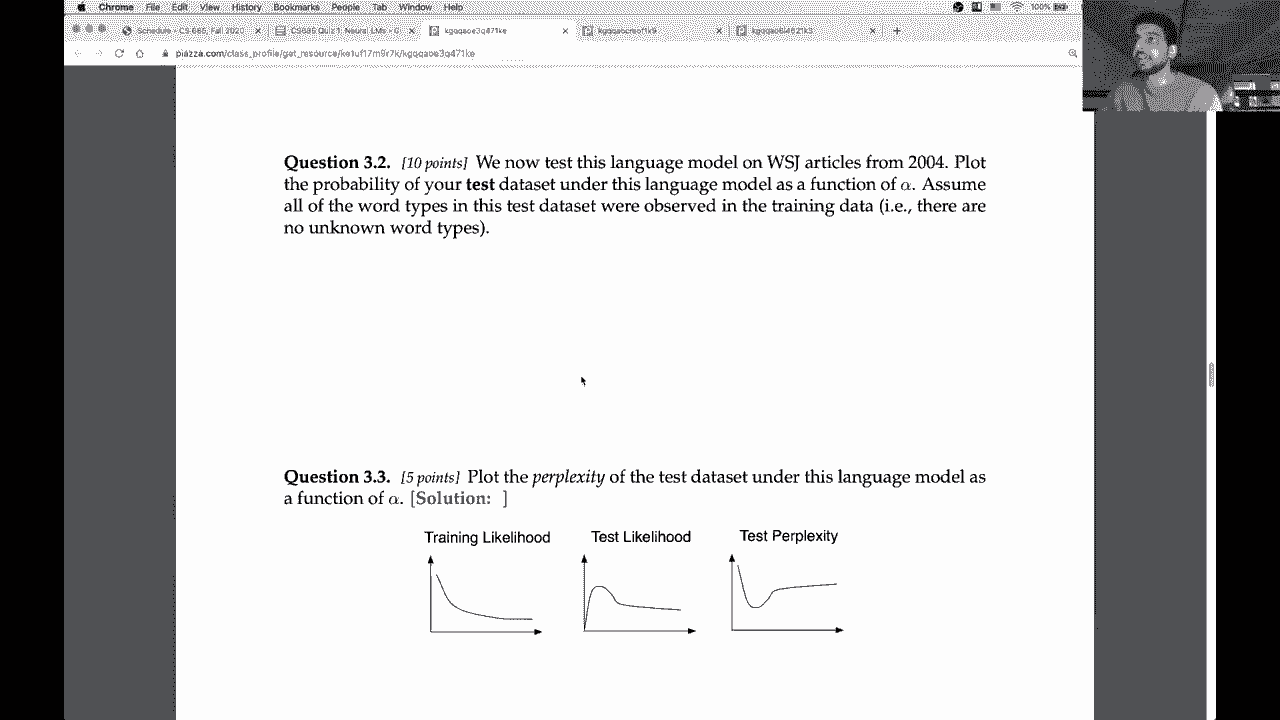 Chrome File Edit View History Bookmarks People Tab Window Help 100%
Schedule - CS 685, Fall 2020
CS685 Quiz 1: Neural LMs - G
kgqqaoe3q471ke
piazza.com/class_profile/get_resource/ke1uf17m9r7k/kgqqaoe3q471ke
Question 3.2. [10 points] We now test this language model on WSJ articles from 2004. Plot
the probability of your test dataset under this language model as a function of α. Assume
all of the word types in this test dataset were observed in the training data (i.e., there are
no unknown word types).
Question 3.3. [5 points] Plot the perplexity of the test dataset under this language model as
a function of α. [Solution: ]
Training Likelihood
Test Likelihood
Test Perplexity